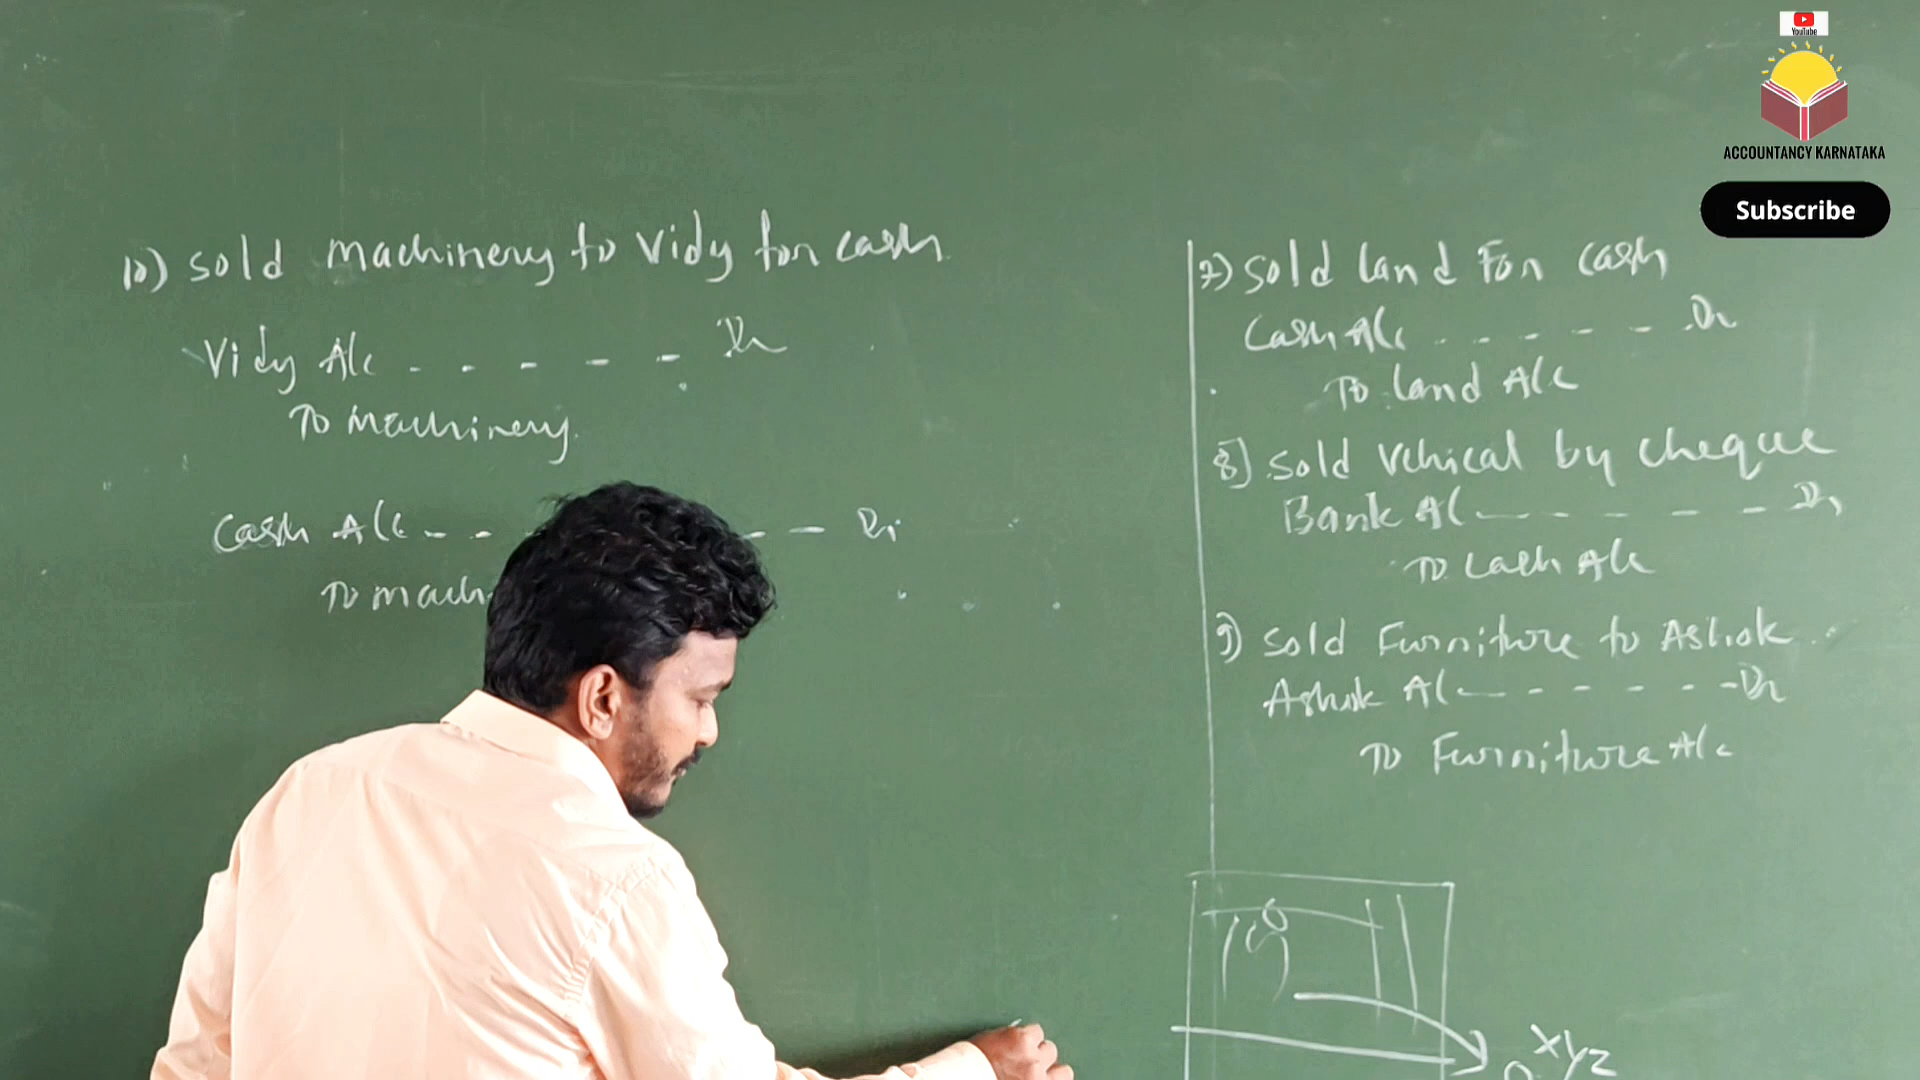 10) Sold machinery to Vidy for cash
Vidy A/c - - - - - Dr
To machinery.
Cash A/c - - - - Dr
To mach
7) Sold land For cash
Cash A/c - - - - - Dr
To land A/c
8) Sold vehical by cheque
Bank A/c - - - - - Dr
To Cash A/c
9) Sold Furniture to Ashok
Ashok A/c - - - - - Dr
To Furniture A/c
XYZ
YouTube
ACCOUNTANCY KARNATAKA
Subscribe